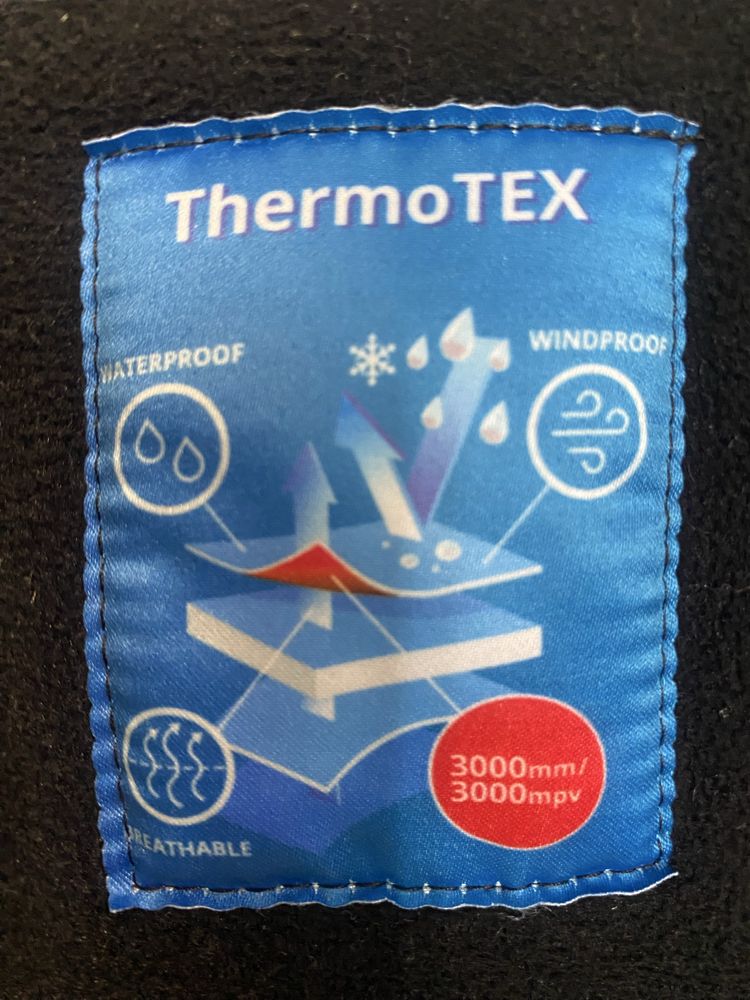 ThermoTEX
WATERPROOF
WINDPROOF
3000mm/
3000mpv
BREATHABLE